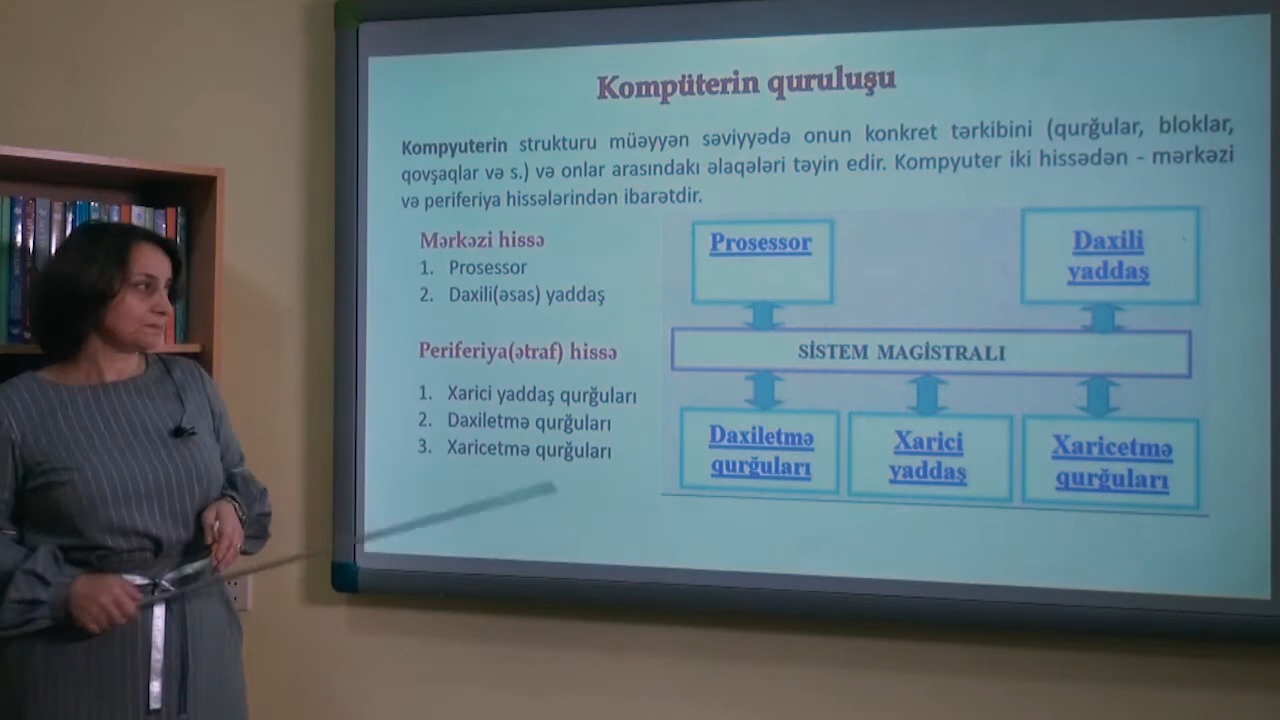 Kompüterin quruluşu
Kompyuterin strukturu müəyyən səviyyədə onun konkret tərkibini (qurğular, bloklar,
qovşaqlar və s.) və onlar arasındakı əlaqələri təyin edir. Kompyuter iki hissədən - mərkəzi
və periferiya hissələrindən ibarətdir.
Mərkəzi hissə
1. Prosessor
2. Daxili(əsas) yaddaş
Periferiya(ətraf) hissə
1. Xarici yaddaş qurğuları
2. Daxiletmə qurğuları
3. Xaricetmə qurğuları
Prosessor
Daxili
yaddaş
SİSTEM MAGİSTRALI
Daxiletmə
qurğuları
Xarici
yaddaş
Xaricetmə
qurğuları